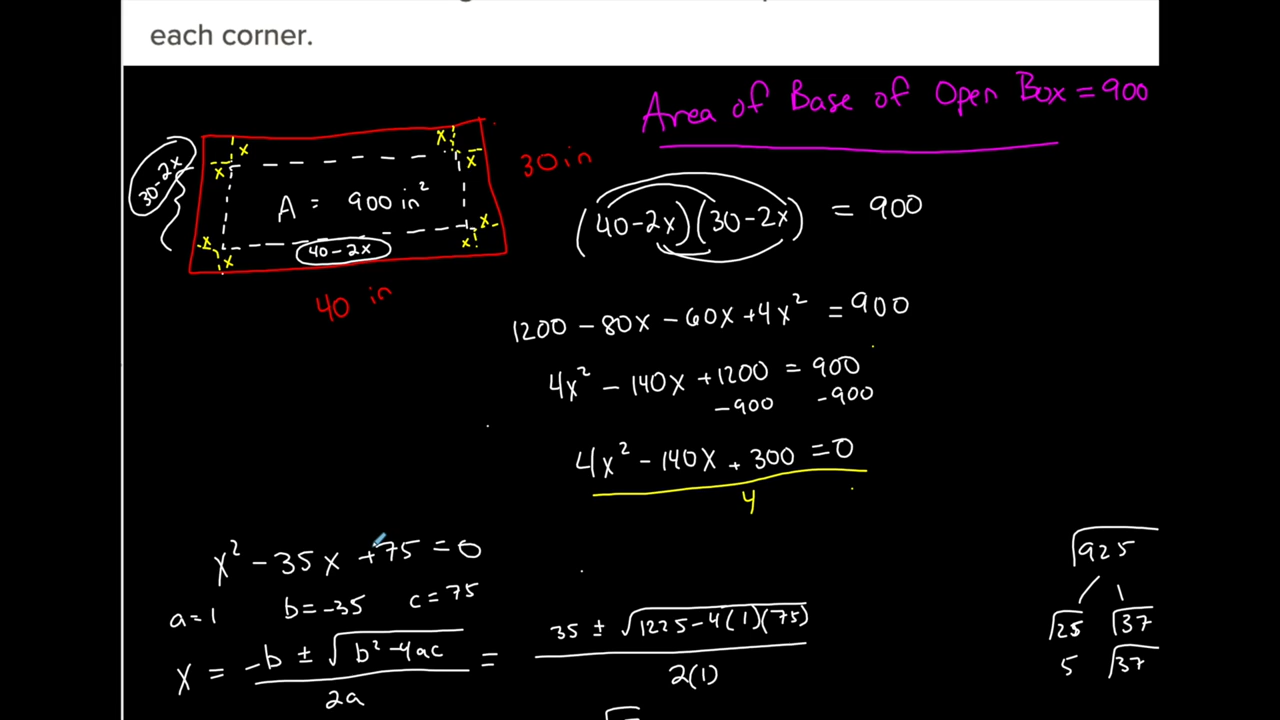 each corner.
Area of Base of Open Box = 900
x x x x
30-2x
30 in
A = 900 in²
(40-2x)(30-2x) = 900
x x x x
40-2x
40 in
1200 - 80x - 60x + 4x² = 900
4x² - 140x + 1200 = 900
-900 -900
4x² - 140x + 300 = 0
4
x² - 35x + 75 = 0
√925
a = 1 b = -35 c = 75
35 ± √1225-4(1)(75)
√25 √37
x = -b ± √b²-4ac =
2a
2(1)
5 √37